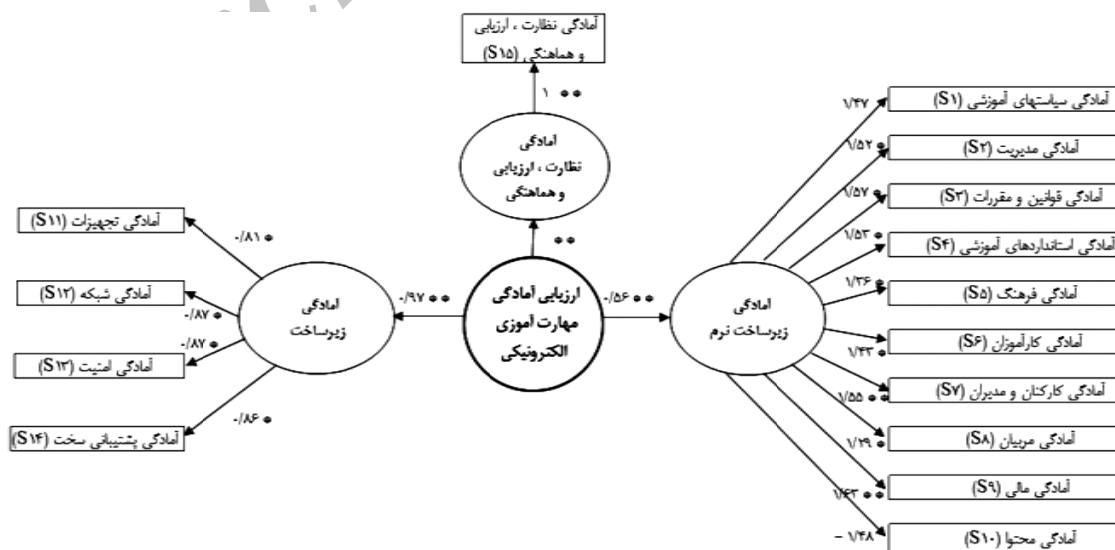 آمادگی نظارت ، ارزیابی
و هماهنگی (S۱۵)
۱ **
آمادگی
نظارت ، ارزیابی
و هماهنگی
**
ارزیابی آمادگی
مهارت آموزی
الکترونیکی
۰/۵۶ **
۰/۹۷ **
آمادگی
زیرساخت نرم
۱/۴۷
آمادگی سیاستهای آموزشی (S۱)
۱/۵۲ *
آمادگی مدیریت (S۲)
۱/۵۷ *
آمادگی قوانین و مقررات (S۳)
۱/۵۳ *
آمادگی استانداردهای آموزشی (S۴)
۱/۳۶ *
آمادگی فرهنگ (S۵)
آمادگی کارآموزان (S۶)
۱/۴۳ *
آمادگی کارکنان و مدیران (S۷)
۱/۵۵ **
آمادگی مربیان (S۸)
۱/۲۹ *
آمادگی مالی (S۹)
۱/۶۳ **
آمادگی محتوا (S۱۰)
– ۱/۴۸
آمادگی
زیرساخت
آمادگی تجهیزات (S۱۱)
۰/۸۱ *
آمادگی شبکه (S۱۲)
۰/۸۷ *
۰/۸۷ *
آمادگی امنیت (S۱۳)
۰/۸۶ *
آمادگی پشتیبانی سخت (S۱۴)